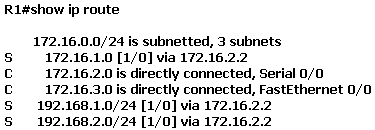 R1#show ip route
172.16.0.0/24 is subnetted, 3 subnets
S 172.16.1.0 [1/0] via 172.16.2.2
C 172.16.2.0 is directly connected, Serial 0/0
C 172.16.3.0 is directly connected, FastEthernet 0/0
S 192.168.1.0/24 [1/0] via 172.16.2.2
S 192.168.2.0/24 [1/0] via 172.16.2.2